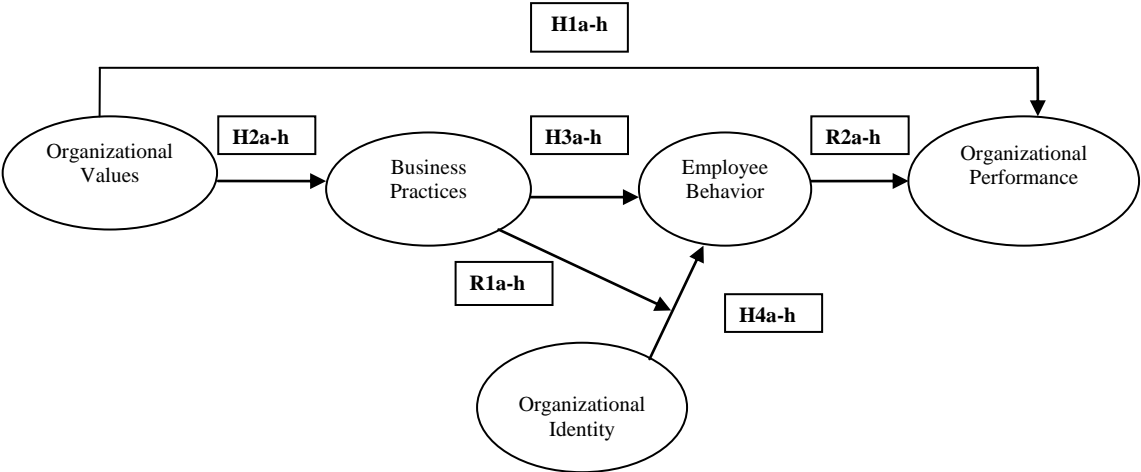 H1a-h
H2a-h
H3a-h
R2a-h
Organizational
Values
Business
Practices
Employee
Behavior
Organizational
Performance
R1a-h
H4a-h
Organizational
Identity